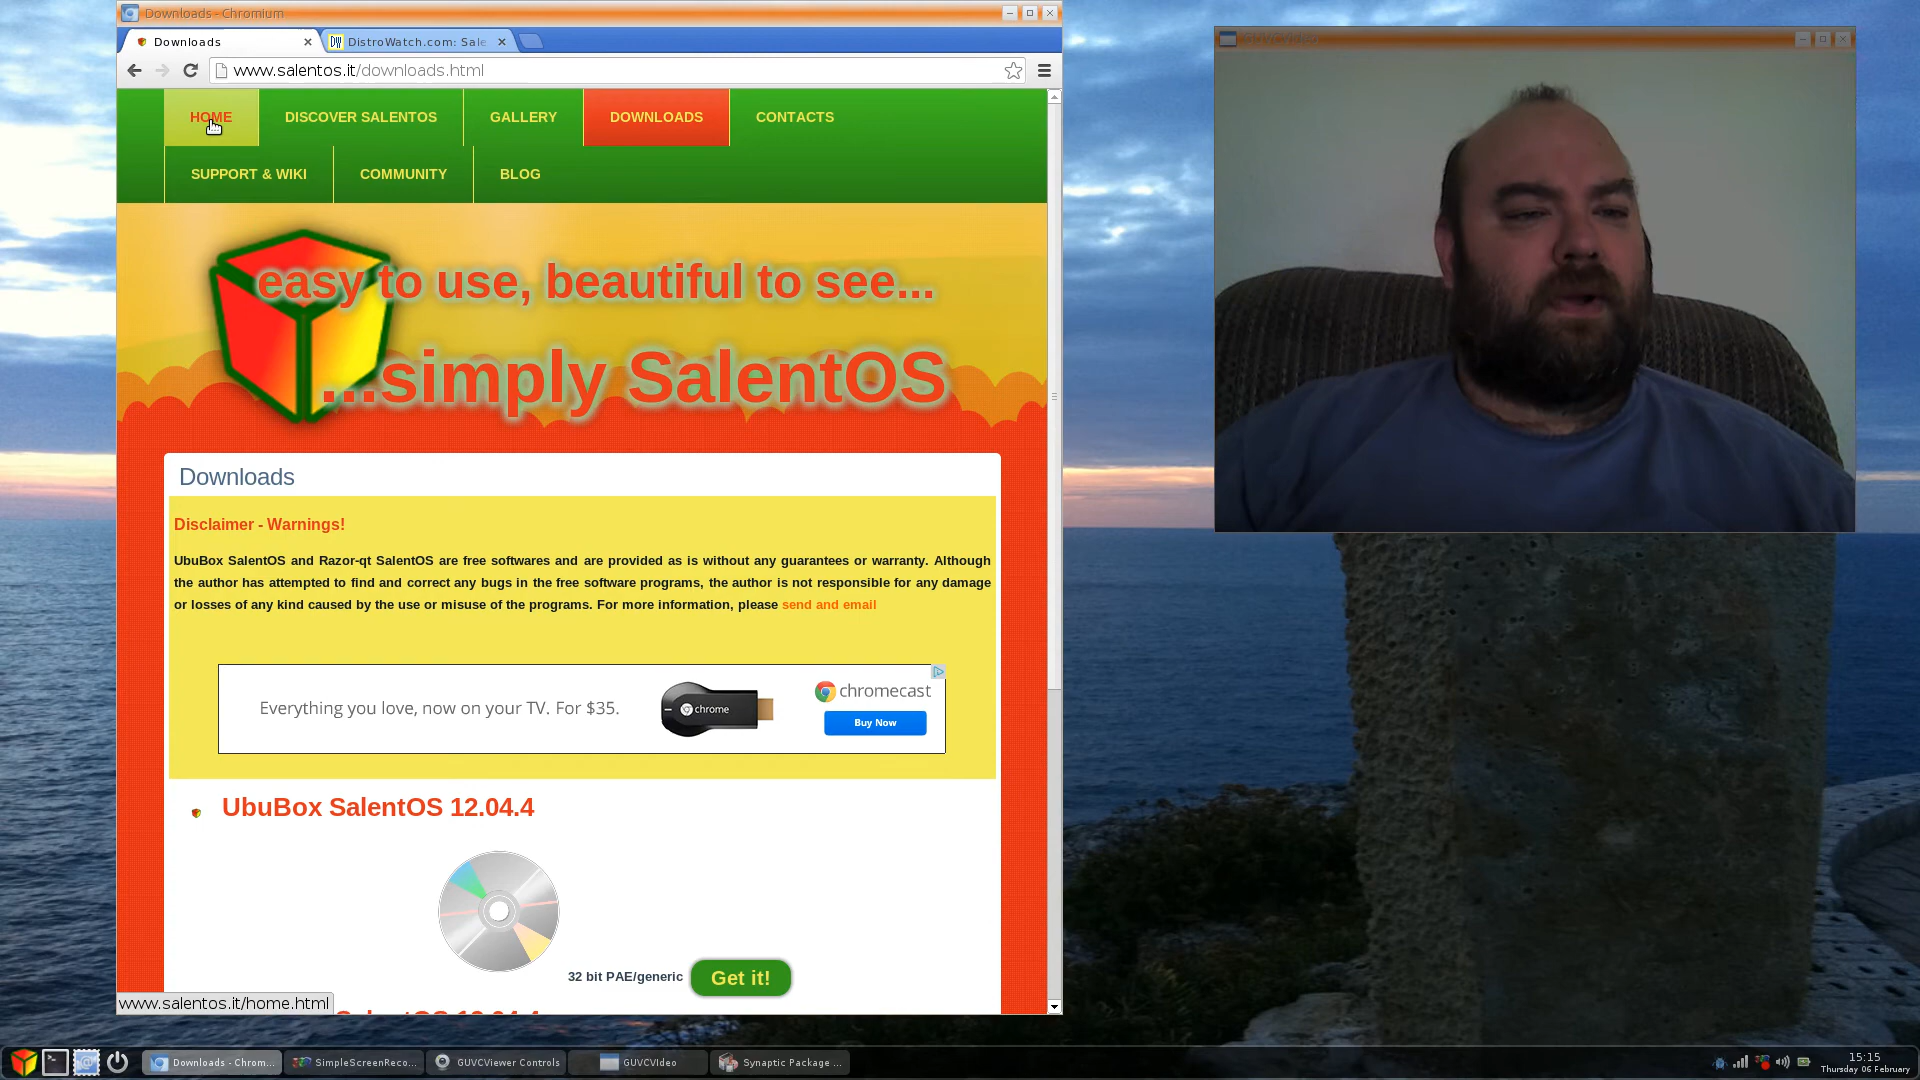 Downloads - Chromium
Downloads
DistroWatch.com: Sale
www.salentos.it/downloads.html
HOME
DISCOVER SALENTOS
GALLERY
DOWNLOADS
CONTACTS
SUPPORT & WIKI
COMMUNITY
BLOG
easy to use, beautiful to see...
...simply SalentOS
Downloads
Disclaimer - Warnings!
UbuBox SalentOS and Razor-qt SalentOS are free softwares and are provided as is without any guarantees or warranty. Although
the author has attempted to find and correct any bugs in the free software programs, the author is not responsible for any damage
or losses of any kind caused by the use or misuse of the programs. For more information, please send and email
Everything you love, now on your TV. For $35.
chrome
chromecast
Buy Now
UbuBox SalentOS 12.04.4
32 bit PAE/generic
Get it!
www.salentos.it/home.html
GUVCVideo
Downloads - Chrom...
SimpleScreenReco...
GUVCViewer Controls
GUVCVideo
Synaptic Package ...
15:15
Thursday 06 February